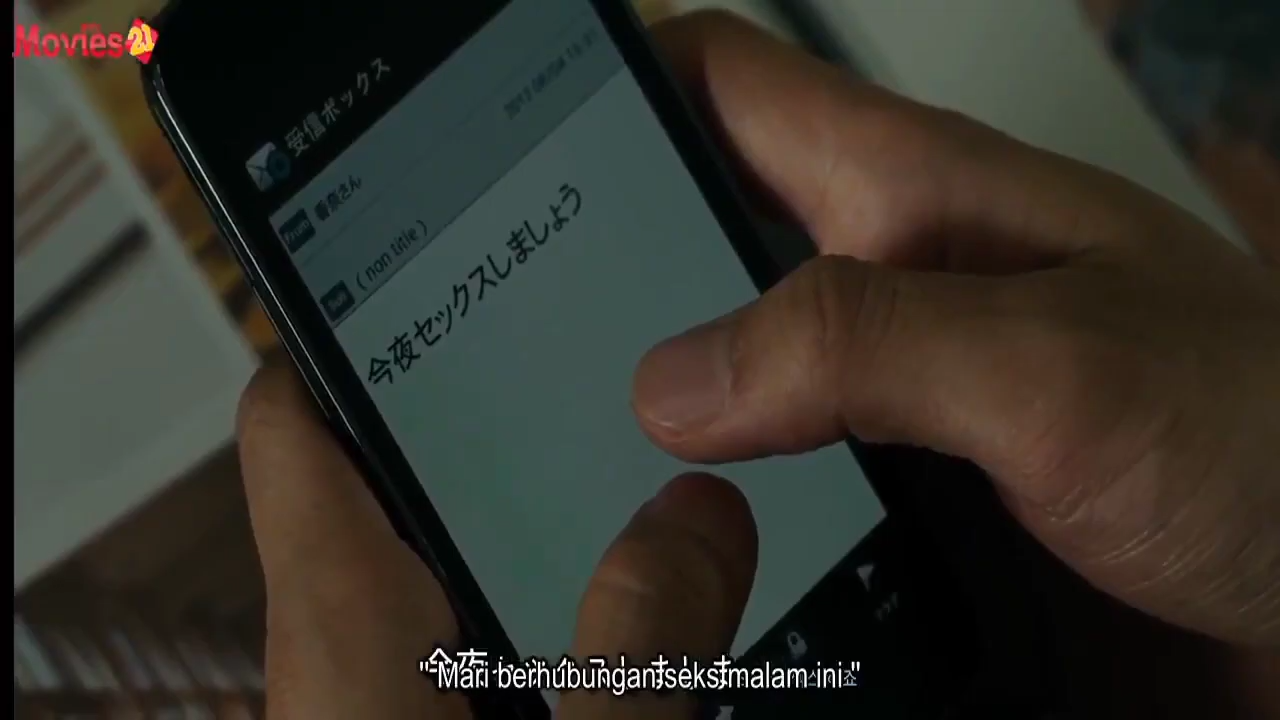 Movies21
受信ボックス
From 香奈さん
( non title )
今夜セックスしましょう
"Mari berhubungan seks malam ini"